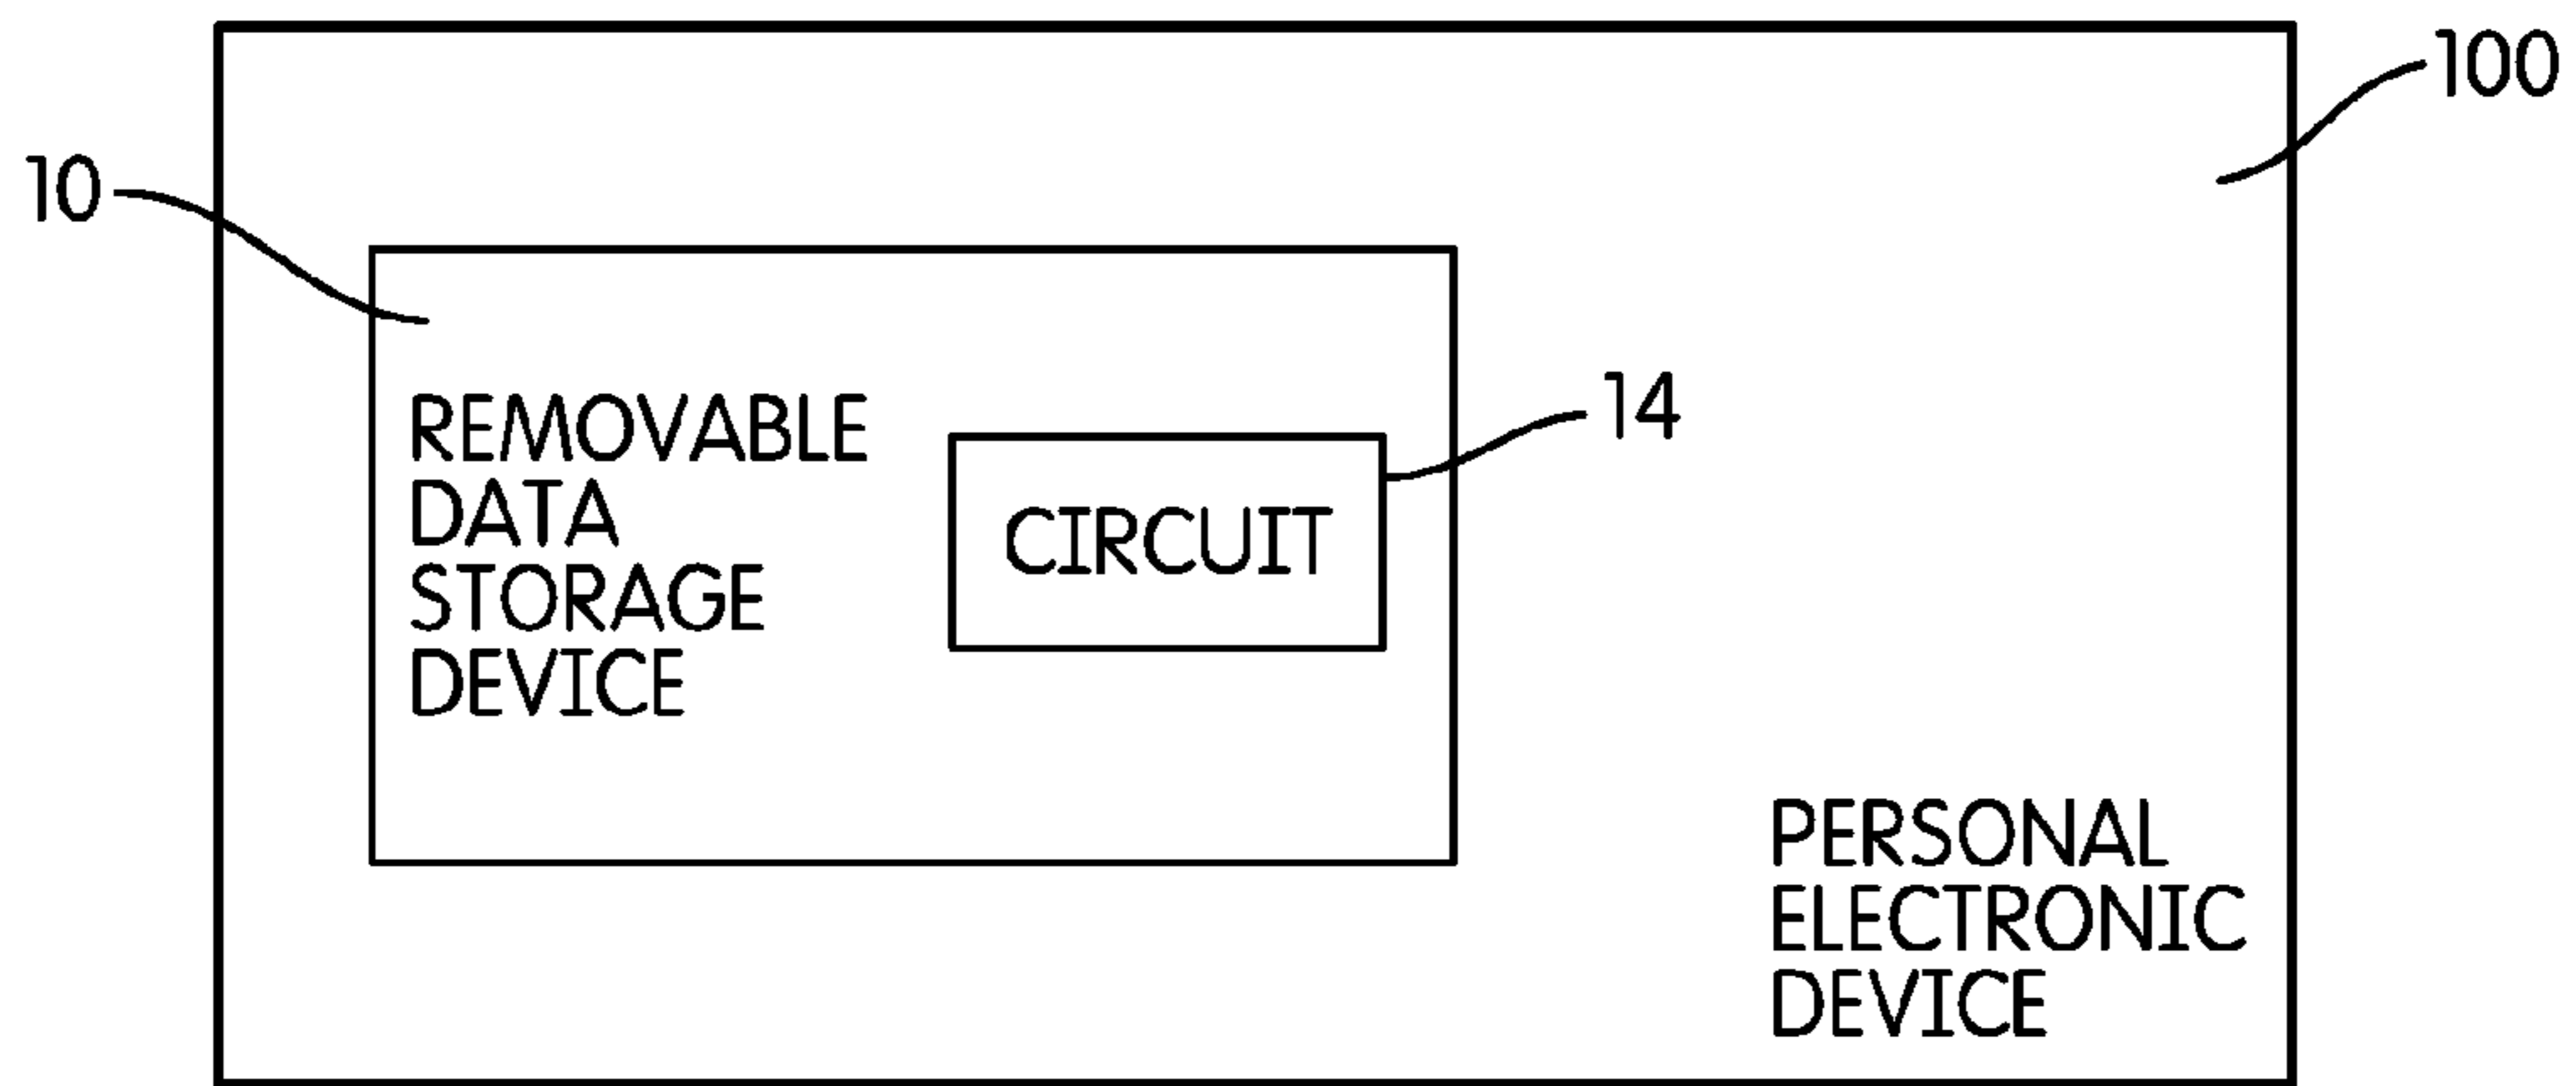 100
10
14
REMOVABLE
DATA
STORAGE
DEVICE
CIRCUIT
PERSONAL
ELECTRONIC
DEVICE